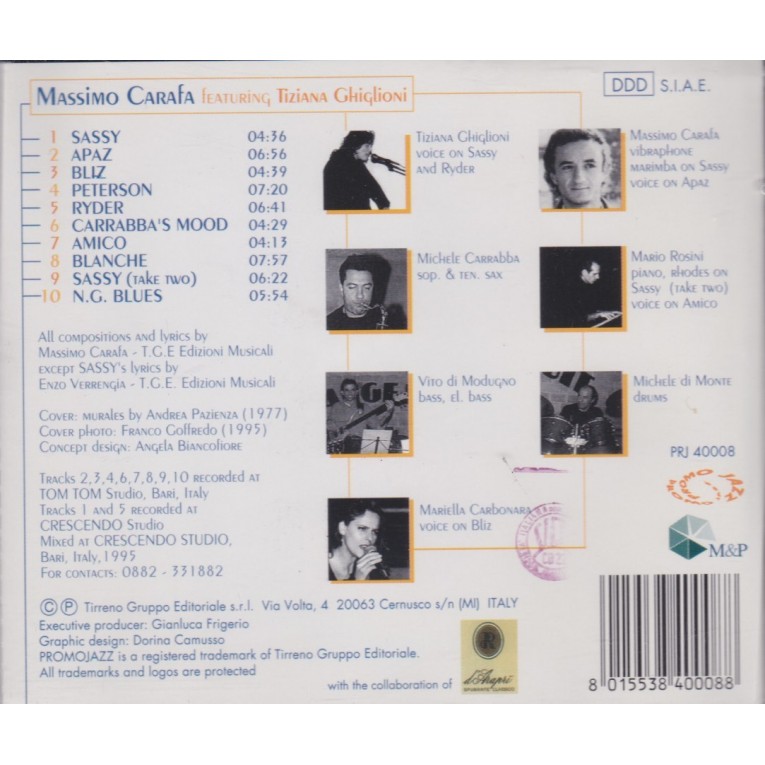 Massimo Carafa featuring Tiziana Ghiglioni
DDD S.I.A.E.
1 SASSY 04:36
2 APAZ 06:56
3 BLIZ 04:39
4 PETERSON 07:20
5 RYDER 06:41
6 CARRABBA'S MOOD 04:29
7 AMICO 04:13
8 BLANCHE 07:57
9 SASSY (TAKE TWO) 06:22
10 N.G. BLUES 05:54
Tiziana Ghiglioni
voice on Sassy
and Ryder
Massimo Carafa
vibraphone
marimba on Sassy
voice on Apaz
Michele Carrabba
sop. & ten. sax
Mario Rosini
piano, rhodes on
Sassy (take two)
voice on Amico
Vito di Modugno
bass, el. bass
Michele di Monte
drums
Mariella Carbonara
voice on Bliz
All compositions and lyrics by
Massimo Carafa - T.G.E Edizioni Musicali
except SASSY's lyrics by
Enzo Verrengia - T.G.E. Edizioni Musicali
Cover: murales by Andrea Pazienza (1977)
Cover photo: Franco Goffredo (1995)
Concept design: Angela Biancofiore
Tracks 2,3,4,6,7,8,9,10 recorded at
TOM TOM Studio, Bari, Italy
Tracks 1 and 5 recorded at
CRESCENDO Studio
Mixed at CRESCENDO STUDIO,
Bari, Italy,1995
For contacts: 0882 - 331882
PRJ 40008
PROMO JAZZ
M&P
© ℗ Tirreno Gruppo Editoriale s.r.l. Via Volta, 4 20063 Cernusco s/n (MI) ITALY
Executive producer: Gianluca Frigerio
Graphic design: Dorina Camusso
PROMOJAZZ is a registered trademark of Tirreno Gruppo Editoriale.
All trademarks and logos are protected
with the collaboration of
R
d'Araprì
8 015538 400088